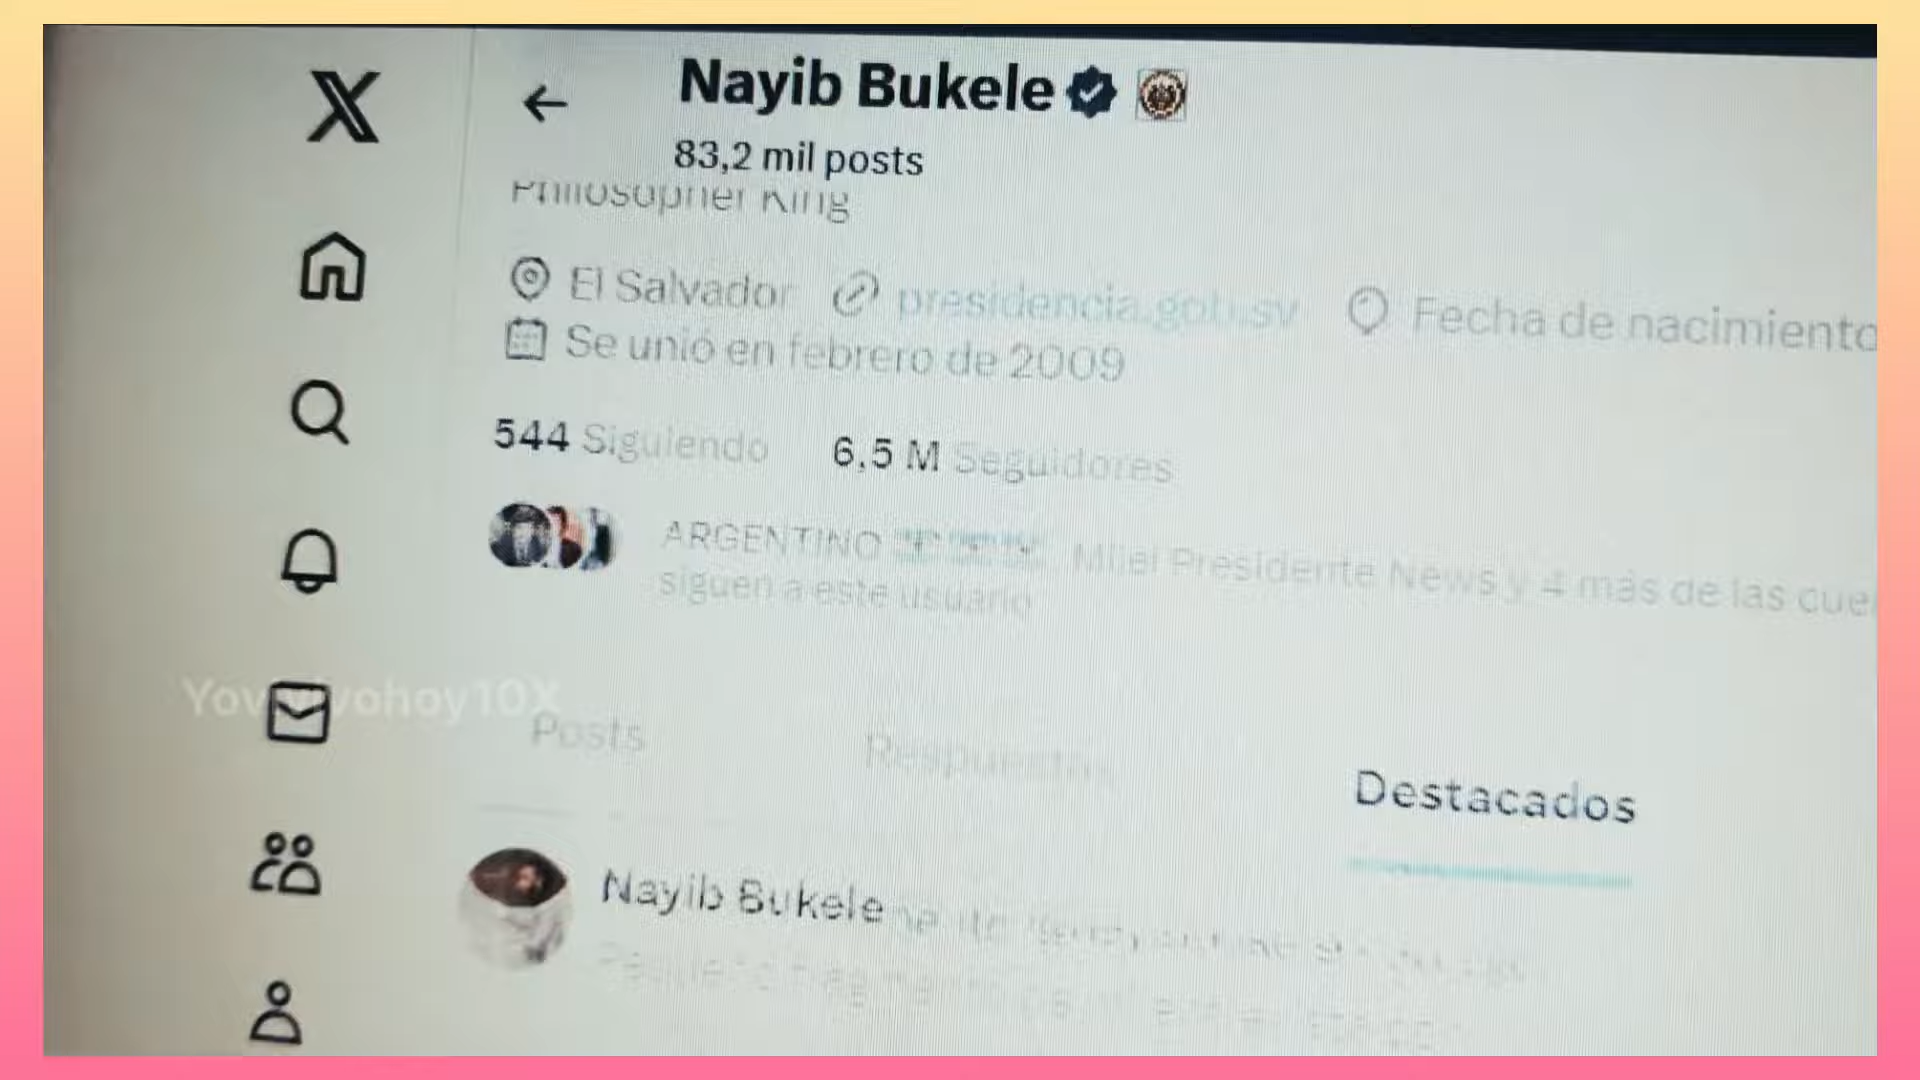 Nayib Bukele
83,2 mil posts
Philosopher King
El Salvador presidencia.gob.sv Fecha de nacimiento
Se unió en febrero de 2009
544 Siguiendo 6,5 M Seguidores
ARGENTINO Milei Presidente News y 4 más de las
siguen a este usuario
Posts Respuestas Destacados
Nayib Bukele